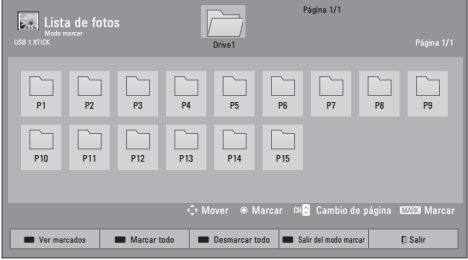 Página 1/1
Lista de fotos
Modo marcar
USB 1 XTICK
Drive1
Página 1/1
P1 P2 P3 P4 P5 P6 P7 P8 P9
P10 P11 P12 P13 P14 P15
Mover Marcar CH Cambio de página MARK Marcar
Ver marcados Marcar todo Desmarcar todo Salir del modo marcar Salir